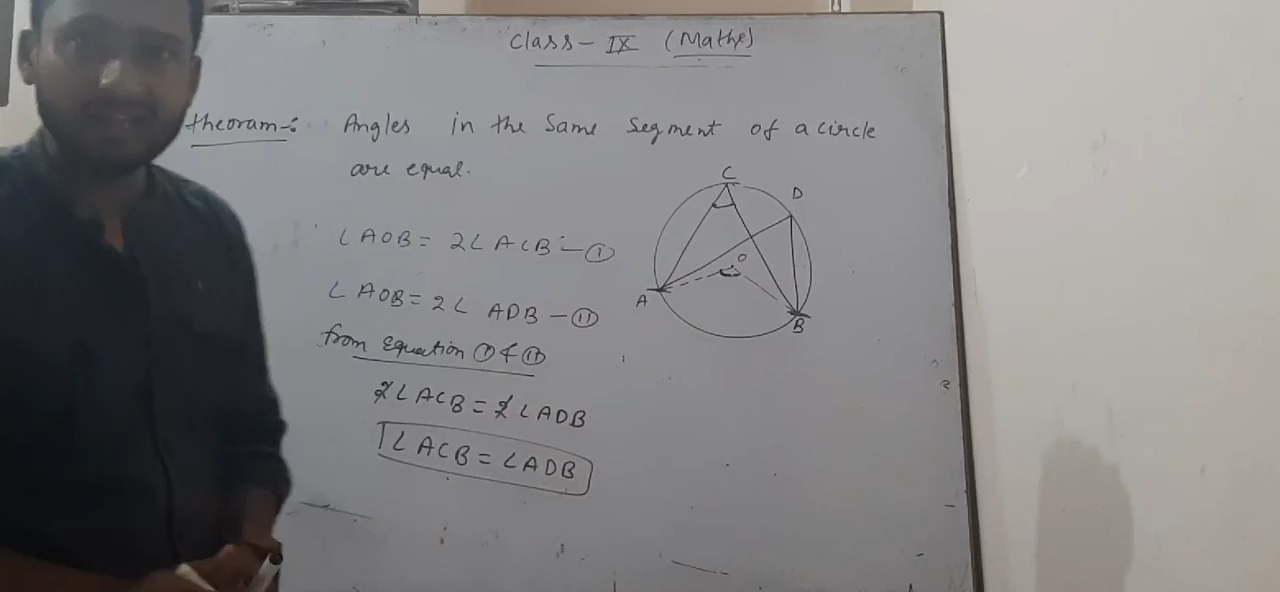 Class - IX (Maths)
theoram-:
Angles in the Same Segment of a circle
are equal.
∠AOB = 2∠ACB - (I)
∠AOB = 2∠ADB - (II)
from Equation (I) & (II)
2∠ACB = 2∠ADB
∠ACB = ∠ADB
C
D
O
A
B